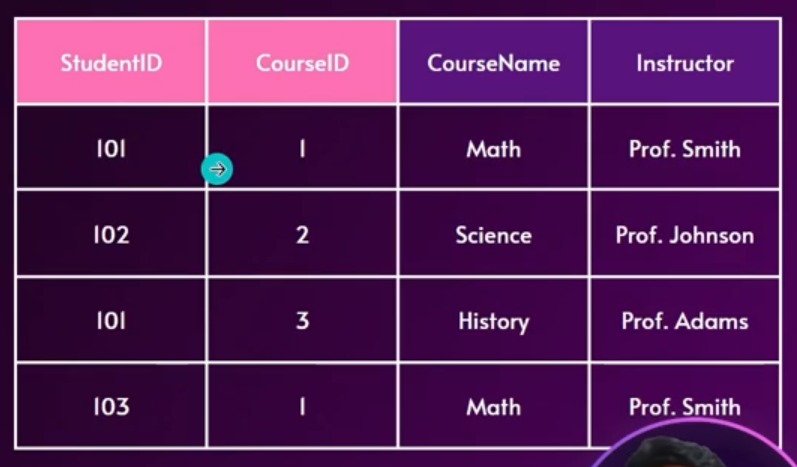 StudentID CourseID CourseName Instructor
101 1 Math Prof. Smith
102 2 Science Prof. Johnson
101 3 History Prof. Adams
103 1 Math Prof. Smith